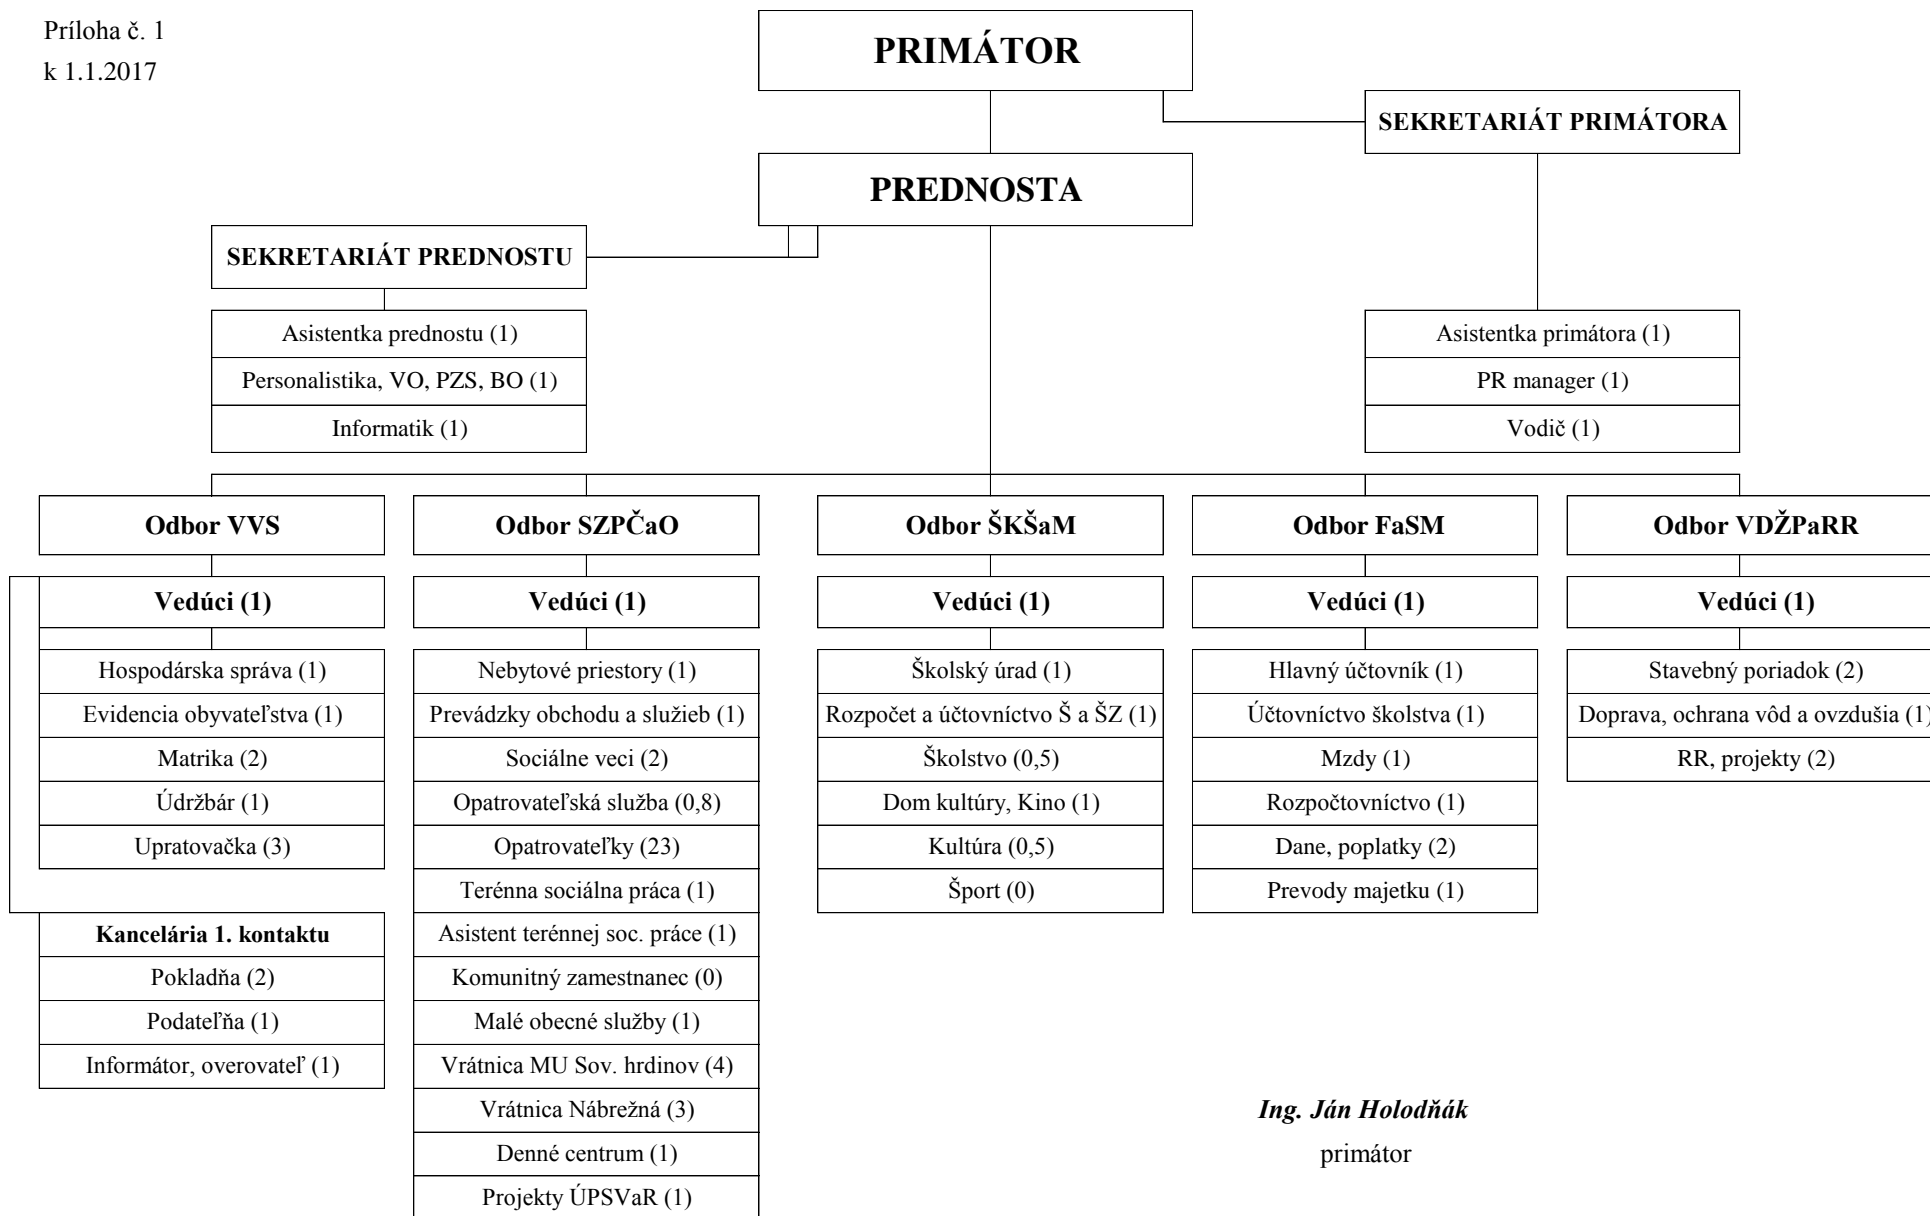 Príloha č. 1
k 1.1.2017
PRIMÁTOR
SEKRETARIÁT PRIMÁTORA
PREDNOSTA
SEKRETARIÁT PREDNOSTU
Asistentka prednostu (1)
Personalistika, VO, PZS, BO (1)
Informatik (1)
Asistentka primátora (1)
PR manager (1)
Vodič (1)
Odbor VVS
Vedúci (1)
Hospodárska správa (1)
Evidencia obyvateľstva (1)
Matrika (2)
Údržbár (1)
Upratovačka (3)
Kancelária 1. kontaktu
Pokladňa (2)
Podateľňa (1)
Informátor, overovateľ (1)
Odbor SZPČaO
Vedúci (1)
Nebytové priestory (1)
Prevádzky obchodu a služieb (1)
Sociálne veci (2)
Opatrovateľská služba (0,8)
Opatrovateľky (23)
Terénna sociálna práca (1)
Asistent terénnej soc. práce (1)
Komunitný zamestnanec (0)
Malé obecné služby (1)
Vrátnica MU Sov. hrdinov (4)
Vrátnica Nábrežná (3)
Denné centrum (1)
Projekty ÚPSVaR (1)
Odbor ŠKŠaM
Vedúci (1)
Školský úrad (1)
Rozpočet a účtovníctvo Š a ŠZ (1)
Školstvo (0,5)
Dom kultúry, Kino (1)
Kultúra (0,5)
Šport (0)
Odbor FaSM
Vedúci (1)
Hlavný účtovník (1)
Účtovníctvo školstva (1)
Mzdy (1)
Rozpočtovníctvo (1)
Dane, poplatky (2)
Prevody majetku (1)
Odbor VDŽPaRR
Vedúci (1)
Stavebný poriadok (2)
Doprava, ochrana vôd a ovzdušia (1)
RR, projekty (2)
Ing. Ján Holodňák
primátor